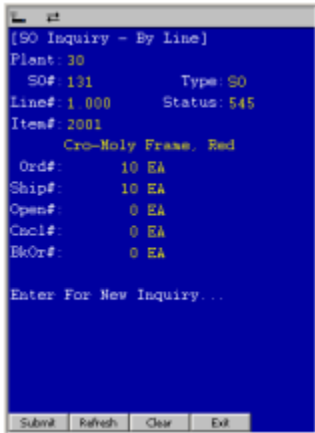 [SO Inquiry - By Line]
Plant: 30
SO#: 131 Type: SO
Line#: 1.000 Status: 545
Item#: 2001
Cro-Moly Frame, Red
Ord#: 10 EA
Ship#: 10 EA
Open#: 0 EA
Cncl#: 0 EA
BkOr#: 0 EA
Enter For New Inquiry...
Submit Refresh Clear Exit